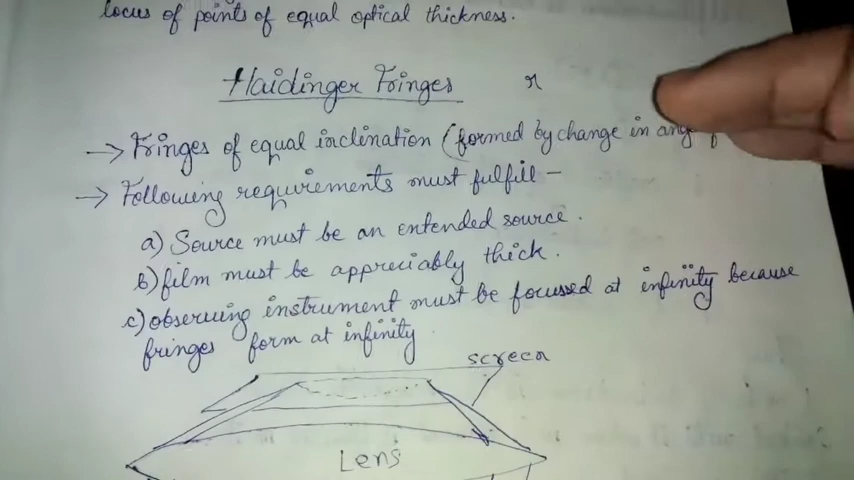 locus of points of equal optical thickness.
Haidinger Fringes
→ Fringes of equal inclination (formed by change in
→ Following requirements must fulfill -
a) Source must be an entended source.
b) film must be appreciably thick.
c) observing instrument must be focussed at infinity because
fringes form at infinity
screen
Lens